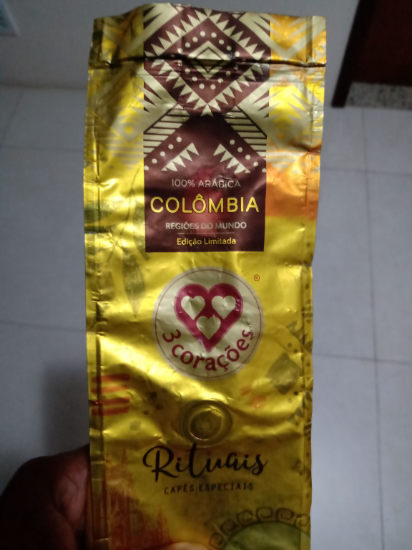 100% ARÁBICA
COLÔMBIA
REGIÕES DO MUNDO
Edição Limitada
®
3 corações
Rituais
CAFÉS ESPECIAIS